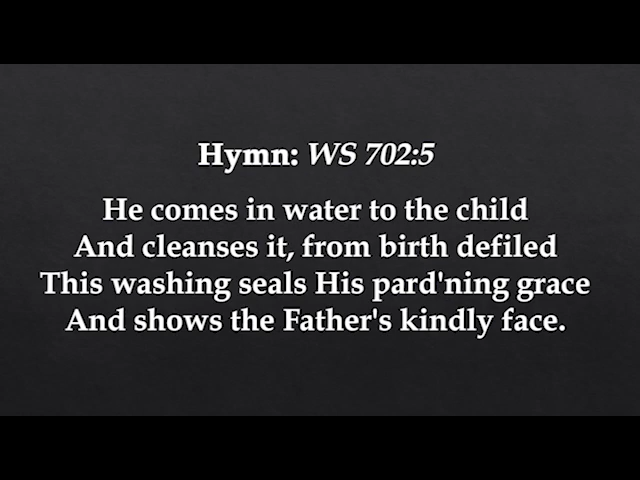 Hymn: WS 702:5
He comes in water to the child
And cleanses it, from birth defiled
This washing seals His pard'ning grace
And shows the Father's kindly face.